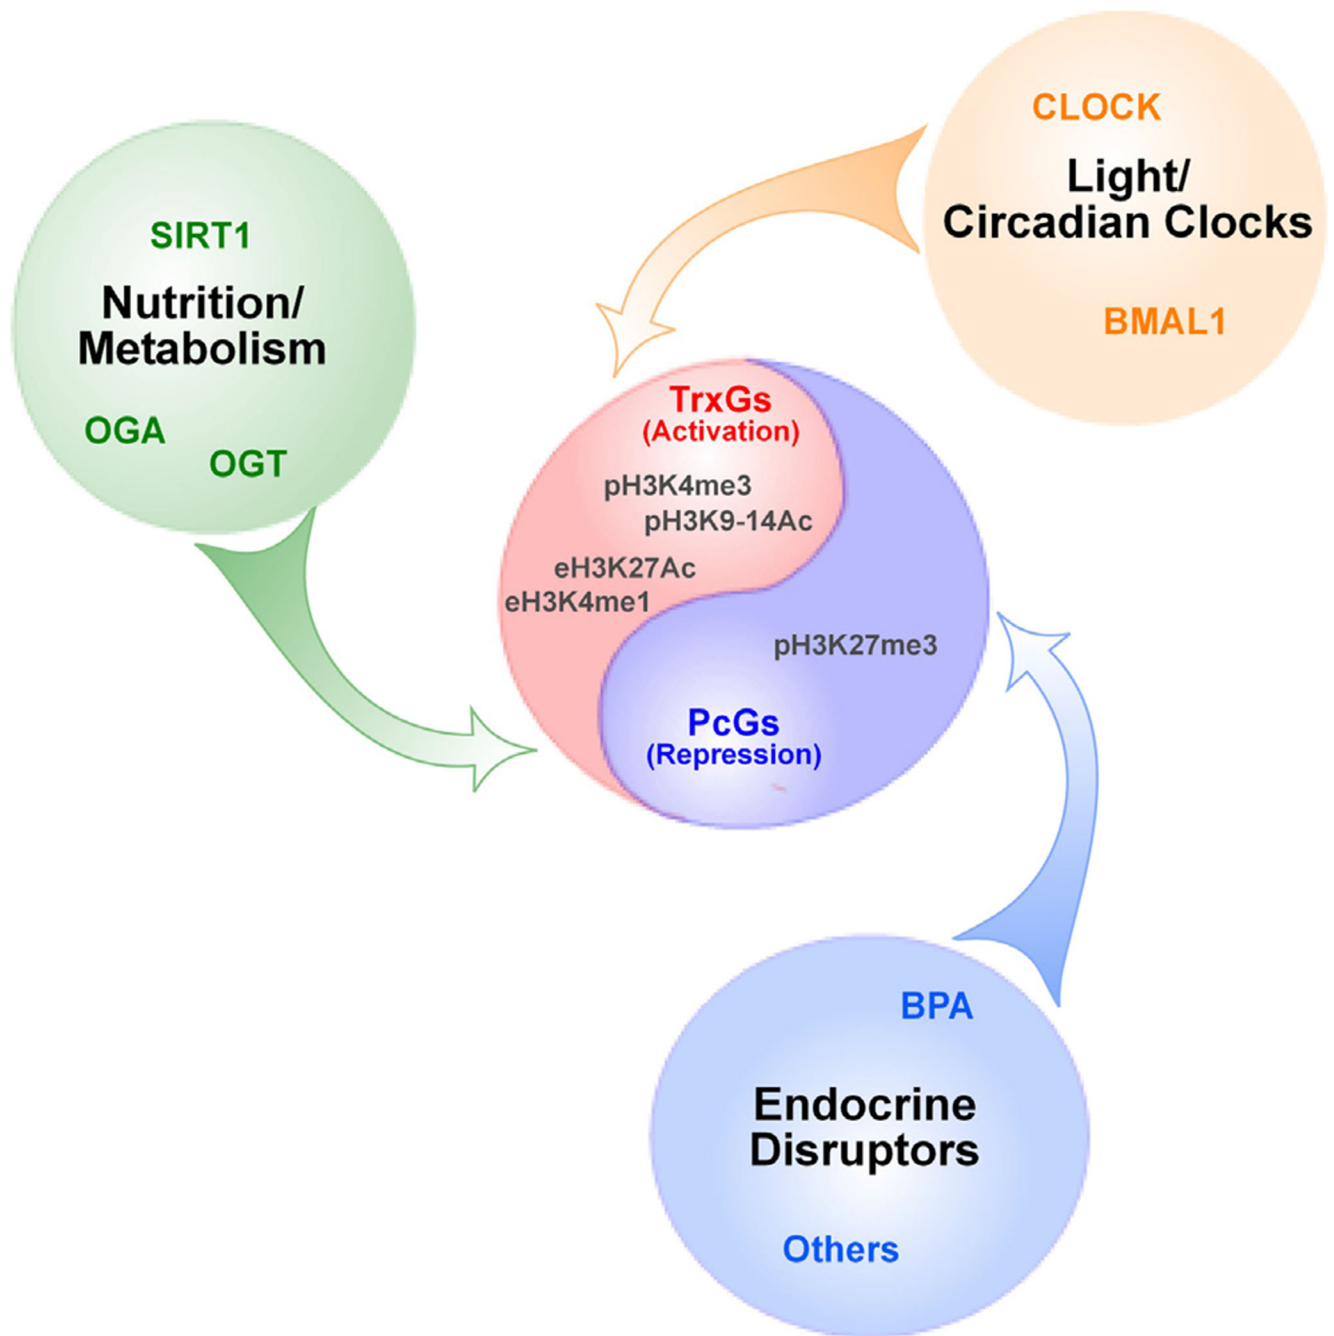 CLOCK
Light/
Circadian Clocks
BMAL1
SIRT1
Nutrition/
Metabolism
OGA
OGT
TrxGs
(Activation)
pH3K4me3
pH3K9-14Ac
eH3K27Ac
eH3K4me1
pH3K27me3
PcGs
(Repression)
BPA
Endocrine
Disruptors
Others